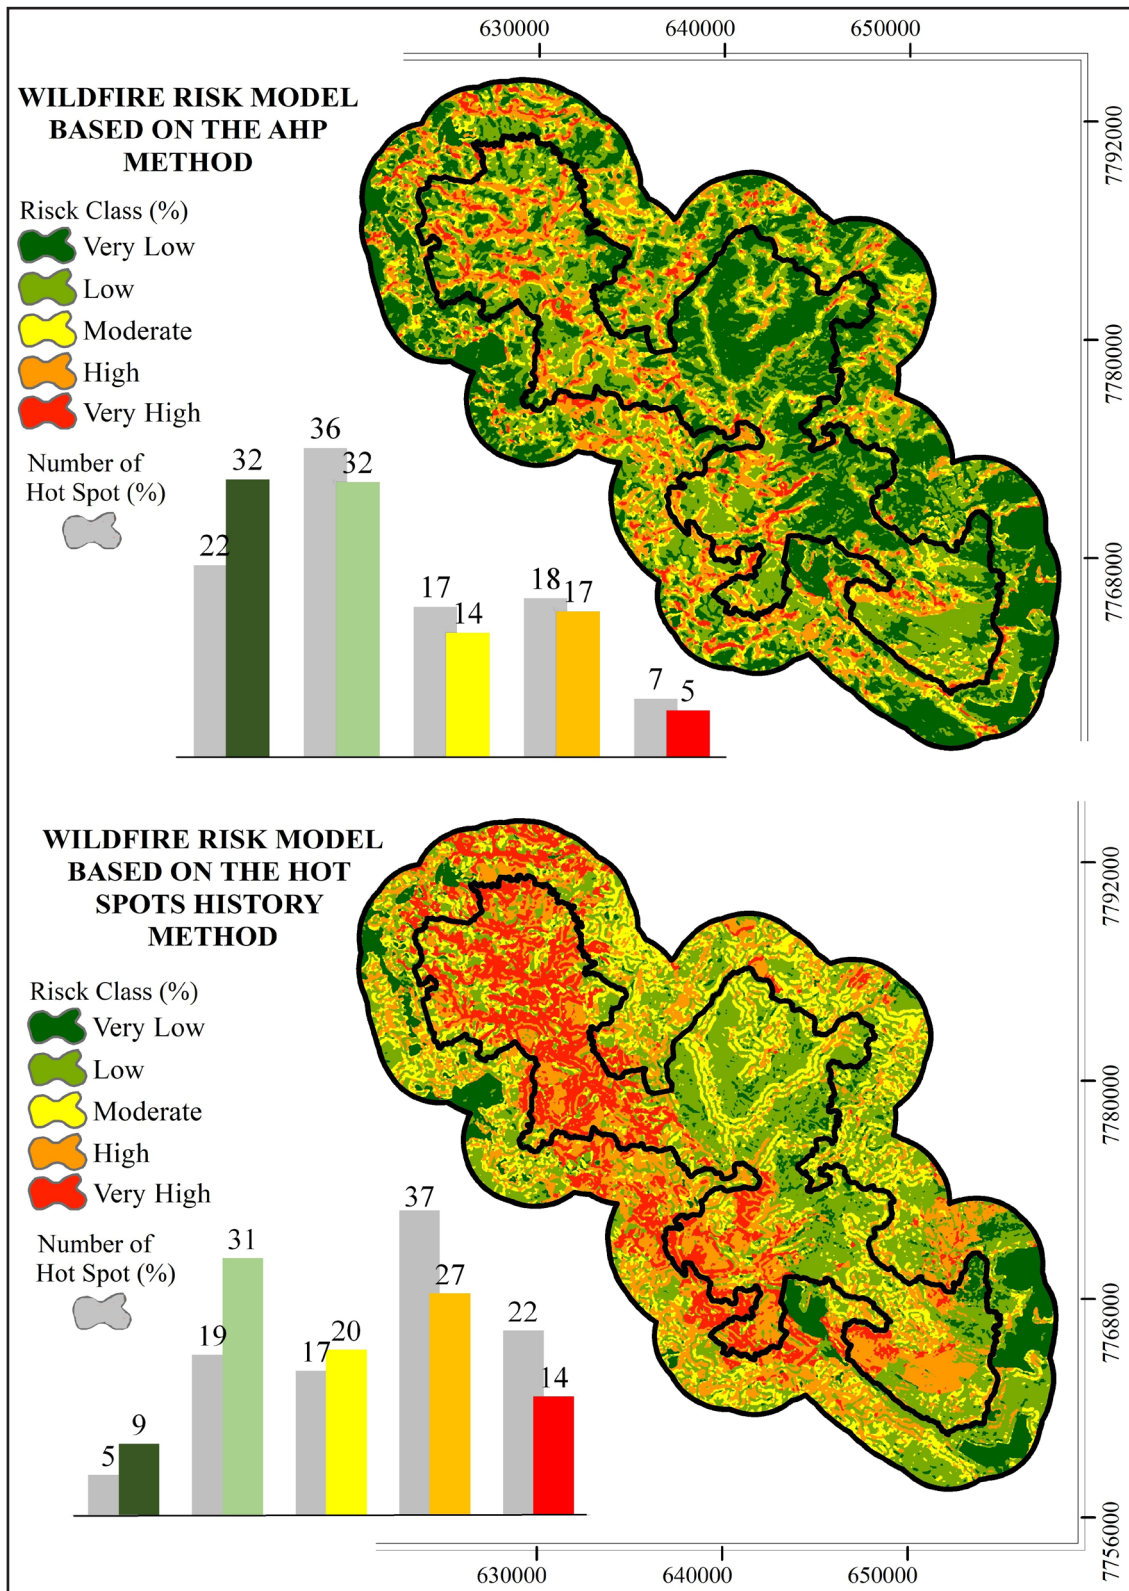 630000 640000 650000
WILDFIRE RISK MODEL
BASED ON THE AHP
METHOD
Risck Class (%)
Very Low
Low
Moderate
High
Very High
Number of
Hot Spot (%)
22 32
36 32
17 14
18 17
7 5
7792000
7780000
7768000
WILDFIRE RISK MODEL
BASED ON THE HOT
SPOTS HISTORY
METHOD
Risck Class (%)
Very Low
Low
Moderate
High
Very High
Number of
Hot Spot (%)
5 9
19 31
17 20
37 27
22 14
7792000
7780000
7768000
7756000
630000 640000 650000